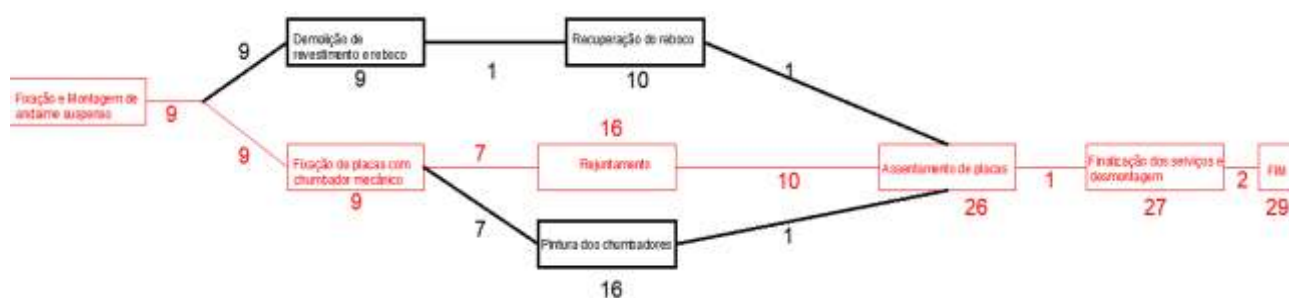 Demolição de
revestimento e reboco
Recuperação do reboco
9
1
1
9
10
Fixação e Montagem de
andaime suspenso
9
16
9
7
Fixação de placas com
chumbador mecânico
Rejuntamento
Assentamento de placas
1
Finalização dos serviços e
desmontagem
2
FIM
9
10
26
27
29
7
Pintura dos chumbadores
1
16